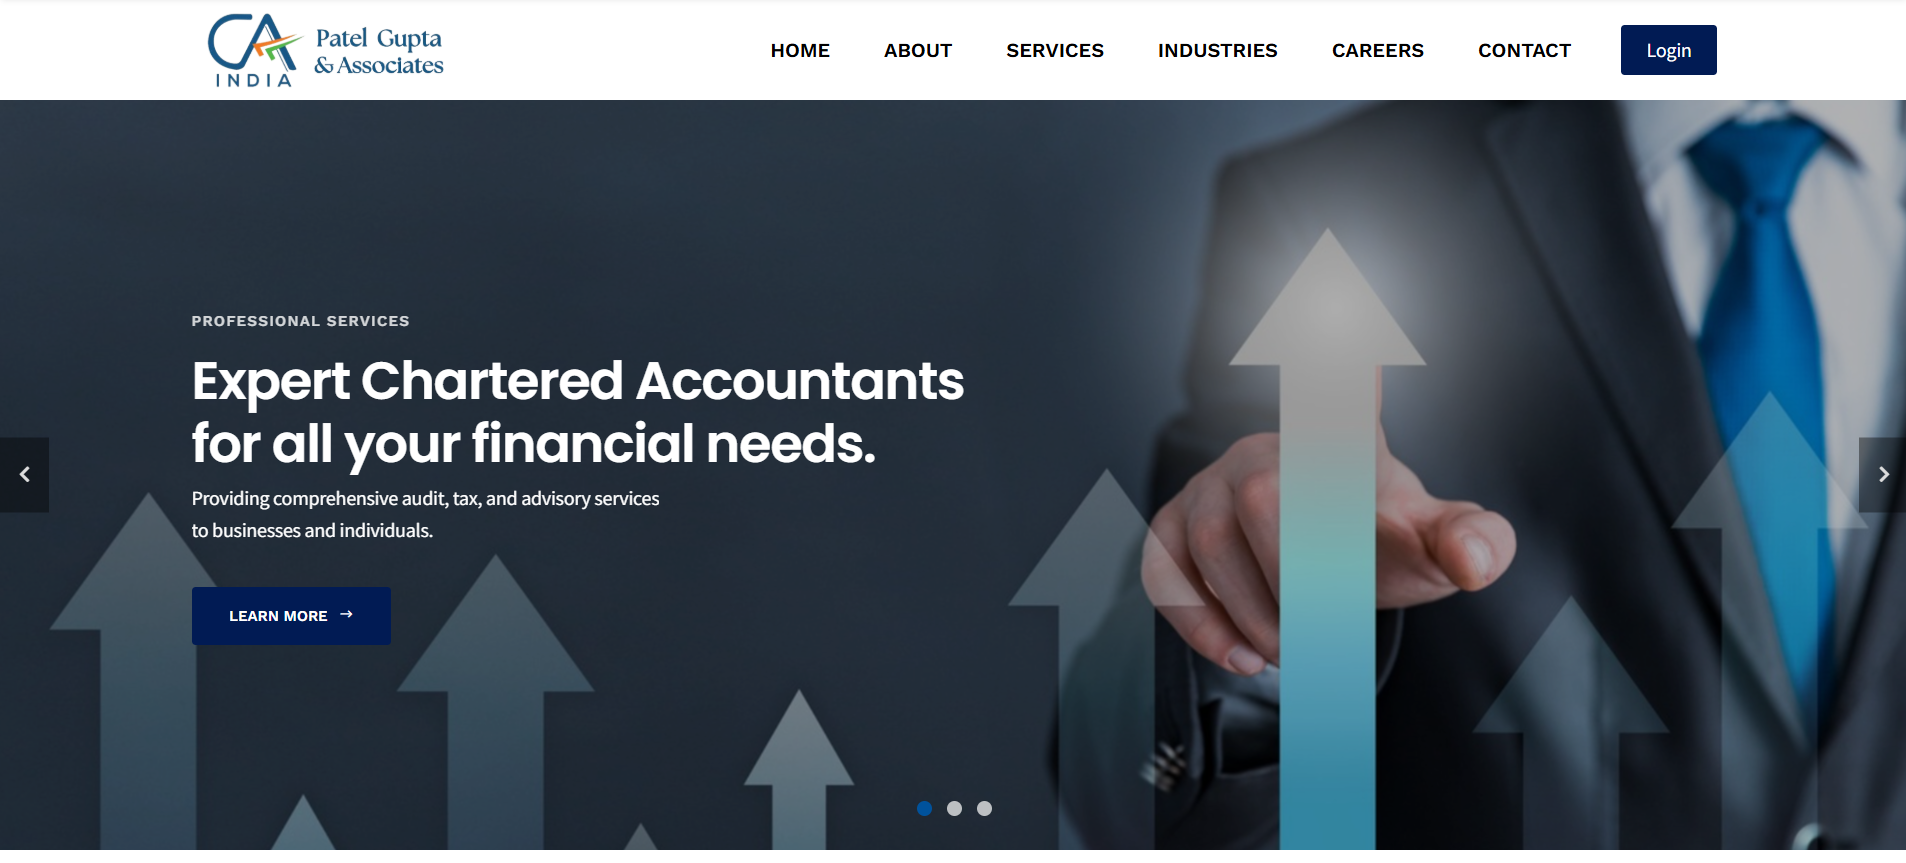 CA
INDIA
Patel Gupta
& Associates
HOME
ABOUT
SERVICES
INDUSTRIES
CAREERS
CONTACT
Login
PROFESSIONAL SERVICES
Expert Chartered Accountants
for all your financial needs.
Providing comprehensive audit, tax, and advisory services
to businesses and individuals.
LEARN MORE →